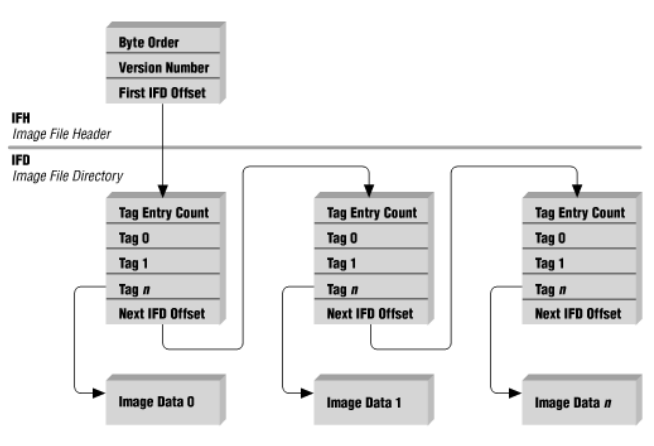 Byte Order
Version Number
First IFD Offset
IFH
Image File Header
IFD
Image File Directory
Tag Entry Count
Tag 0
Tag 1
Tag n
Next IFD Offset
Image Data 0
Tag Entry Count
Tag 0
Tag 1
Tag n
Next IFD Offset
Image Data 1
Tag Entry Count
Tag 0
Tag 1
Tag n
Next IFD Offset
Image Data n